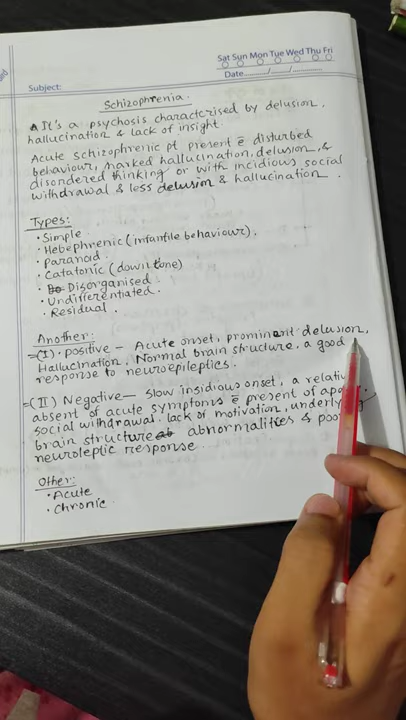 Sat Sun Mon Tue Wed Thu Fri
Subject:
Date........./........./.........
Schizophrenia.
It's a psychosis characterised by delusion,
hallucination & lack of insight.
Acute schizophrenic pt present c̄ disturbed
behaviour, marked hallucination, delusion, &
disordered thinking or with incidious social
withdrawal & less delusion & hallucination.
Types:
• Simple
• Hebephrenic (infantile behaviour).
• Paranoid
• Catatonic (down tone)
• Disorganised.
• Undifferentiated.
• Residual.
Another:
(I). Positive – Acute onset, prominent delusion,
Hallucination, Normal brain structure, a good
response to neuroepileptics.
(II) Negative – Slow insidious onset, a relative
absent of acute symptoms c̄ present of
social withdrawal, lack of motivation, underlying
brain structure abnormalities & poor
neuroleptic response.
Other:
• Acute
• Chronic.